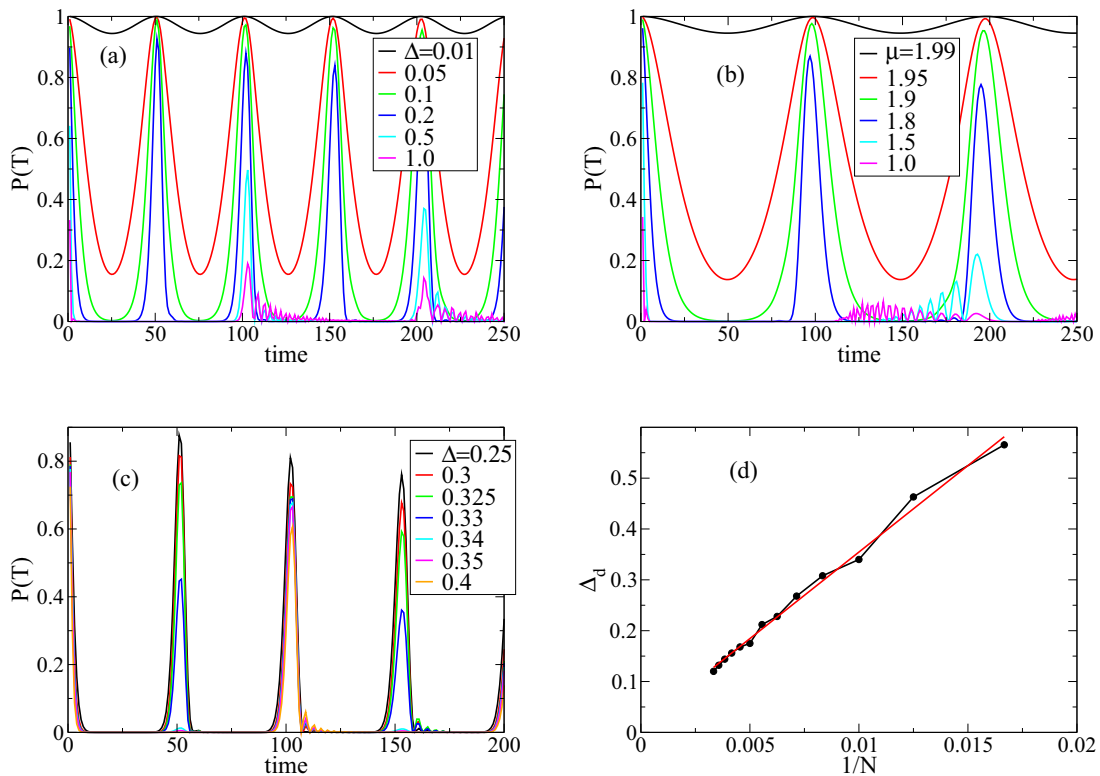 (a)
Δ=0.01
0.05
0.1
0.2
0.5
1.0
P(T)
1
0.8
0.6
0.4
0.2
0
0 50 100 150 200 250
time
(b)
μ=1.99
1.95
1.9
1.8
1.5
1.0
P(T)
1
0.8
0.6
0.4
0.2
0
0 50 100 150 200 250
time
(c)
Δ=0.25
0.3
0.325
0.33
0.34
0.35
0.4
P(T)
0.8
0.6
0.4
0.2
0
0 50 100 150 200
time
(d)
Δd
0.5
0.4
0.3
0.2
0.1
0
0 0.005 0.01 0.015 0.02
1/N